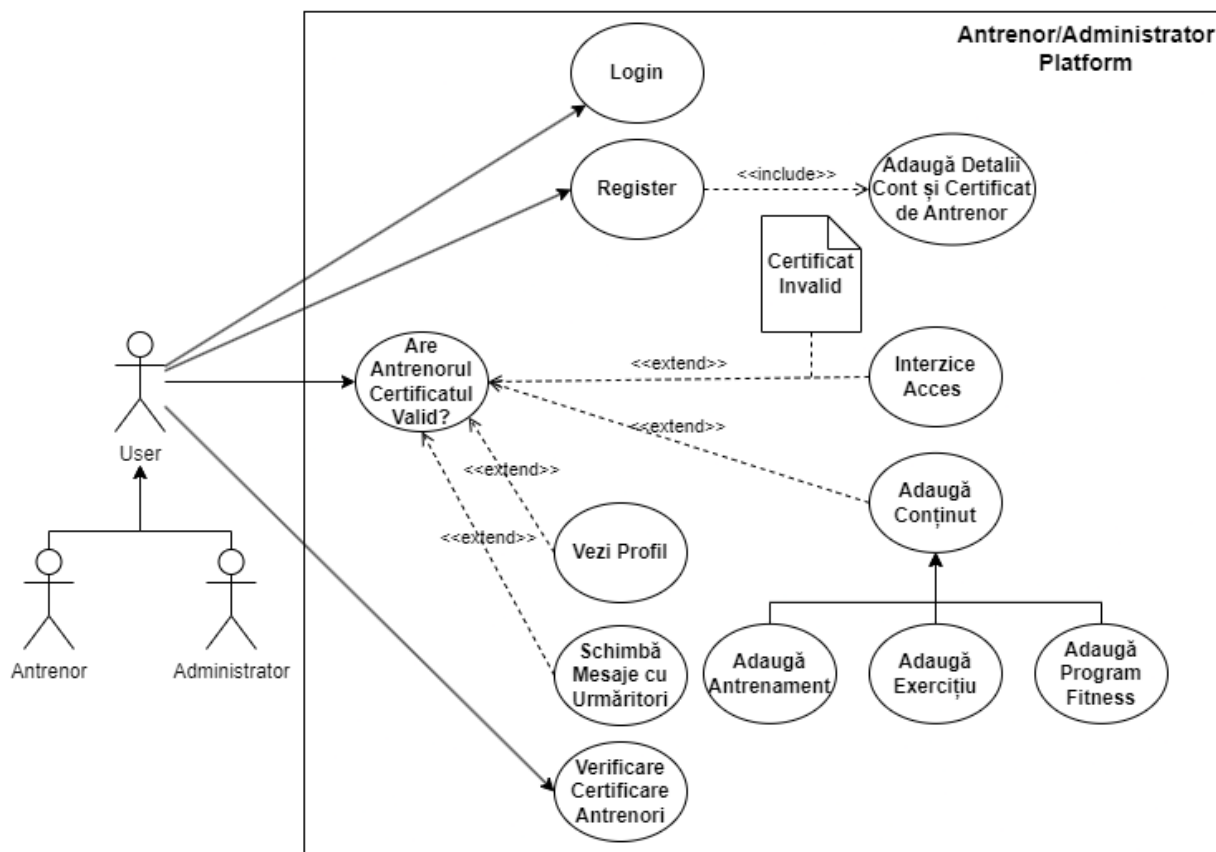 Antrenor/Administrator
Platform
Login
Register
<<include>>
Adaugă Detalii
Cont și Certificat
de Antrenor
Certificat
Invalid
Are
Antrenorul
Certificatul
Valid?
<<extend>>
Interzice
Acces
<<extend>>
User
<<extend>>
Adaugă
Conținut
<<extend>>
Vezi Profil
Antrenor
Administrator
Schimbă
Mesaje cu
Urmăritori
Adaugă
Antrenament
Adaugă
Exercițiu
Adaugă
Program
Fitness
Verificare
Certificare
Antrenori